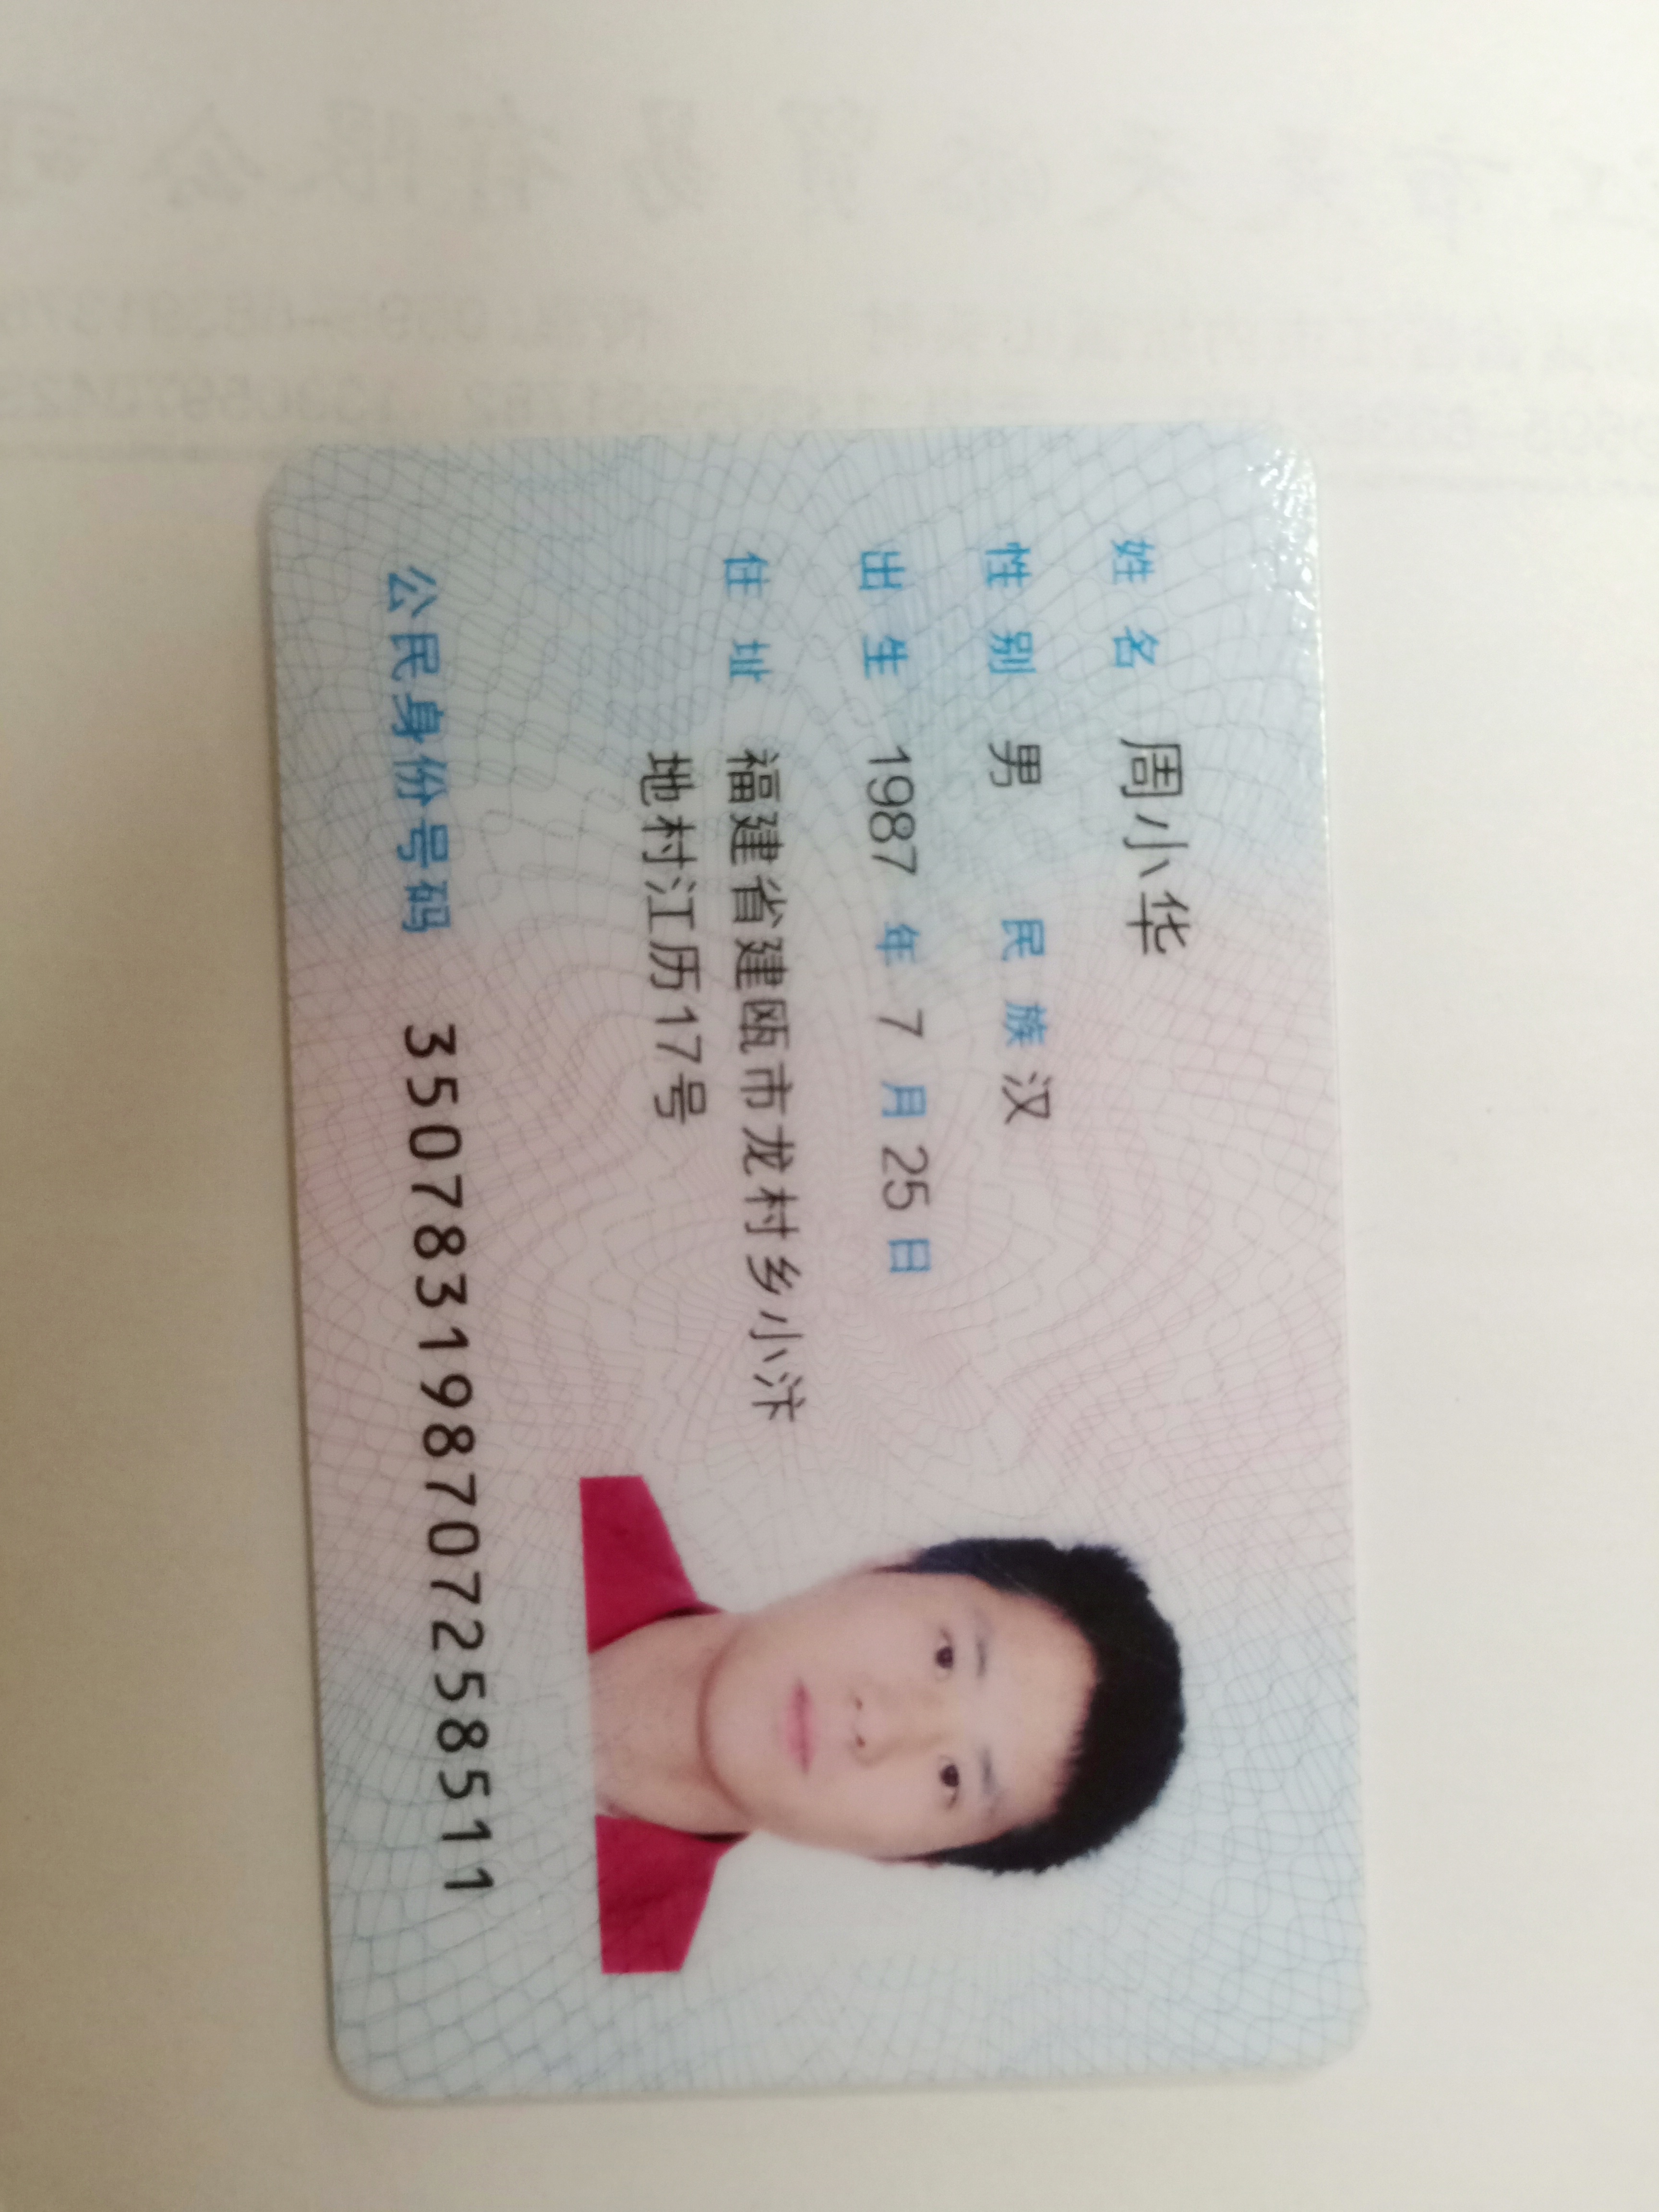 姓名 周小华
性别 男 民族 汉
出生 1987 年 7 月 25 日
住址 福建省建瓯市龙村乡小汴
地村江历17号
公民身份号码 350783198707258511